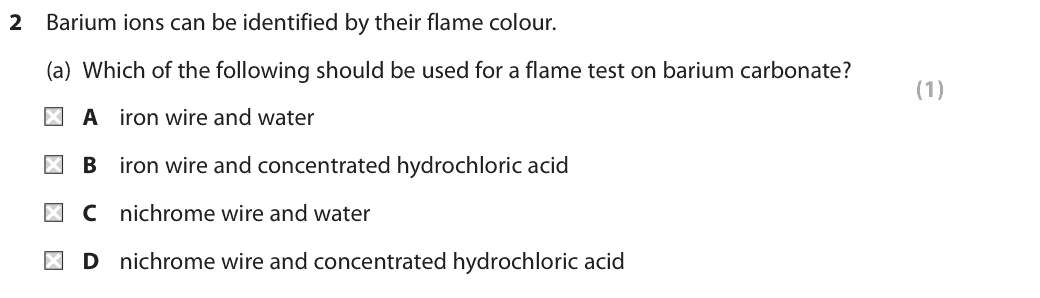 2 Barium ions can be identified by their flame colour.
(a) Which of the following should be used for a flame test on barium carbonate?
(1)
A iron wire and water
B iron wire and concentrated hydrochloric acid
C nichrome wire and water
D nichrome wire and concentrated hydrochloric acid